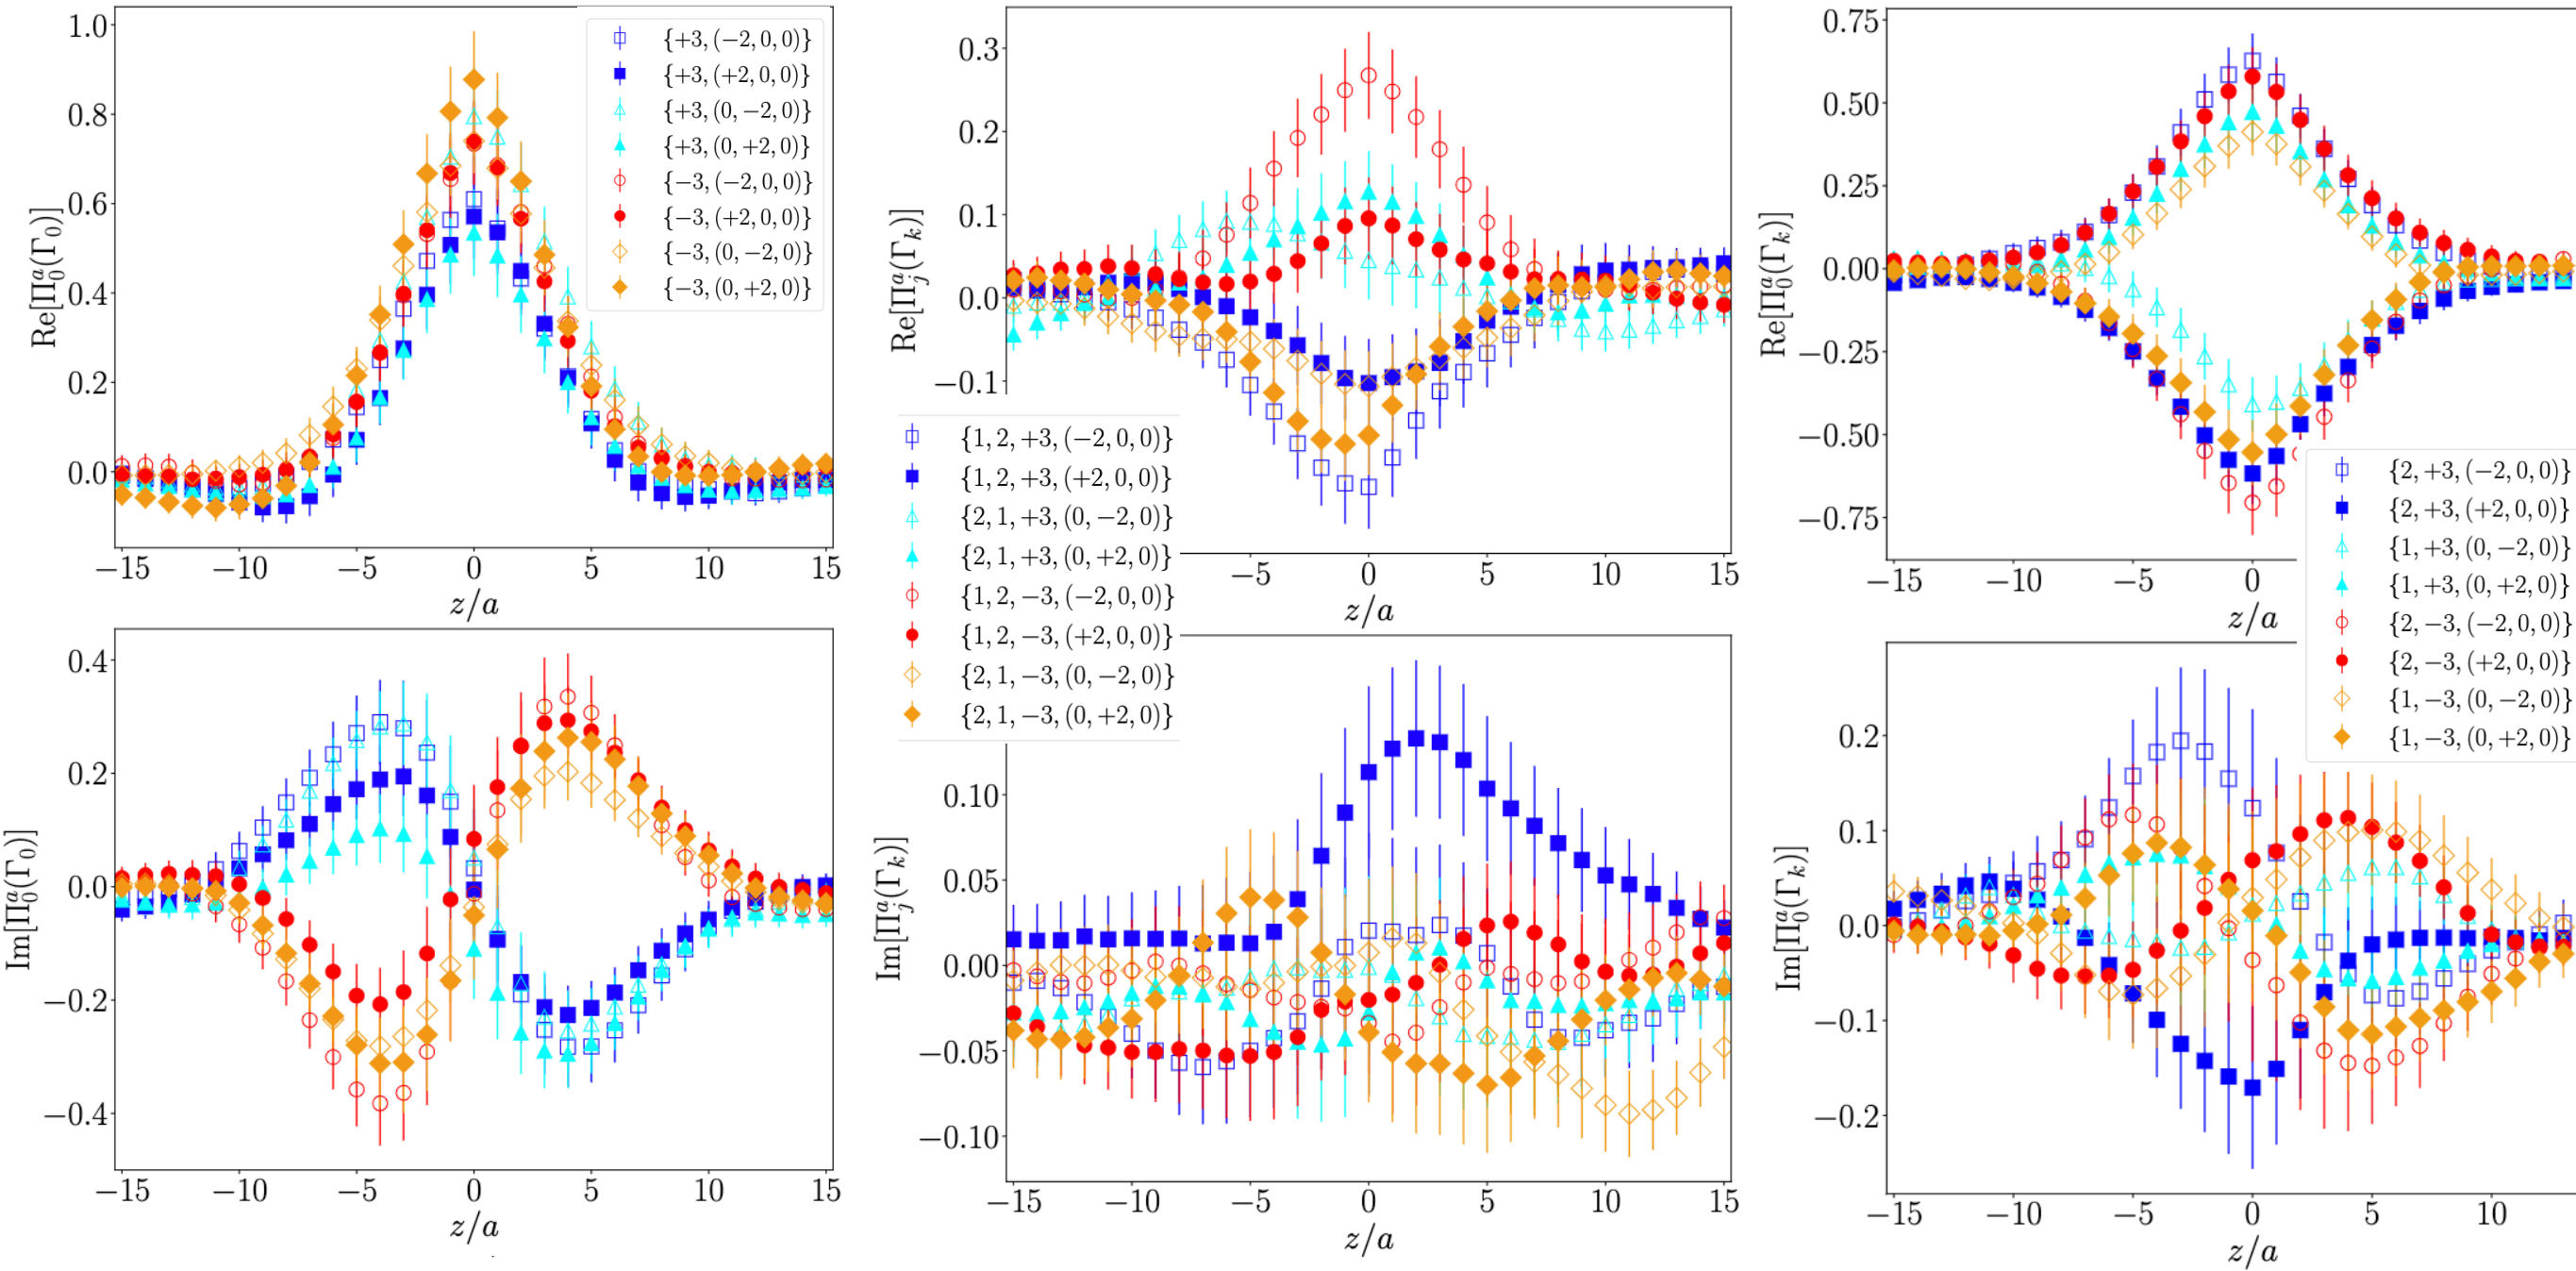 Re[Π₀ᵃ(Γ₀)]
1.0
0.8
0.6
0.4
0.2
0.0
{+3, (−2, 0, 0)}
{+3, (+2, 0, 0)}
{+3, (0, −2, 0)}
{+3, (0, +2, 0)}
{−3, (−2, 0, 0)}
{−3, (+2, 0, 0)}
{−3, (0, −2, 0)}
{−3, (0, +2, 0)}
−15 −10 −5 0 5 10 15
z/a
Re[Πⱼᵃ(Γₖ)]
0.3
0.2
0.1
0.0
−0.1
−5 0 5 10 15
z/a
{1, 2, +3, (−2, 0, 0)}
{1, 2, +3, (+2, 0, 0)}
{2, 1, +3, (0, −2, 0)}
{2, 1, +3, (0, +2, 0)}
{1, 2, −3, (−2, 0, 0)}
{1, 2, −3, (+2, 0, 0)}
{2, 1, −3, (0, −2, 0)}
{2, 1, −3, (0, +2, 0)}
Re[Π₀ᵃ(Γₖ)]
0.75
0.50
0.25
0.00
−0.25
−0.50
−0.75
−15 −10 −5 0
z/a
{2, +3, (−2, 0, 0)}
{2, +3, (+2, 0, 0)}
{1, +3, (0, −2, 0)}
{1, +3, (0, +2, 0)}
{2, −3, (−2, 0, 0)}
{2, −3, (+2, 0, 0)}
{1, −3, (0, −2, 0)}
{1, −3, (0, +2, 0)}
Im[Π₀ᵃ(Γ₀)]
0.4
0.2
0.0
−0.2
−0.4
−15 −10 −5 0 5 10 15
z/a
Im[Πⱼᵃ(Γₖ)]
0.10
0.05
0.00
−0.05
−0.10
−15 −10 −5 0 5 10 15
z/a
Im[Π₀ᵃ(Γₖ)]
0.2
0.1
0.0
−0.1
−0.2
−15 −10 −5 0 5 10
z/a